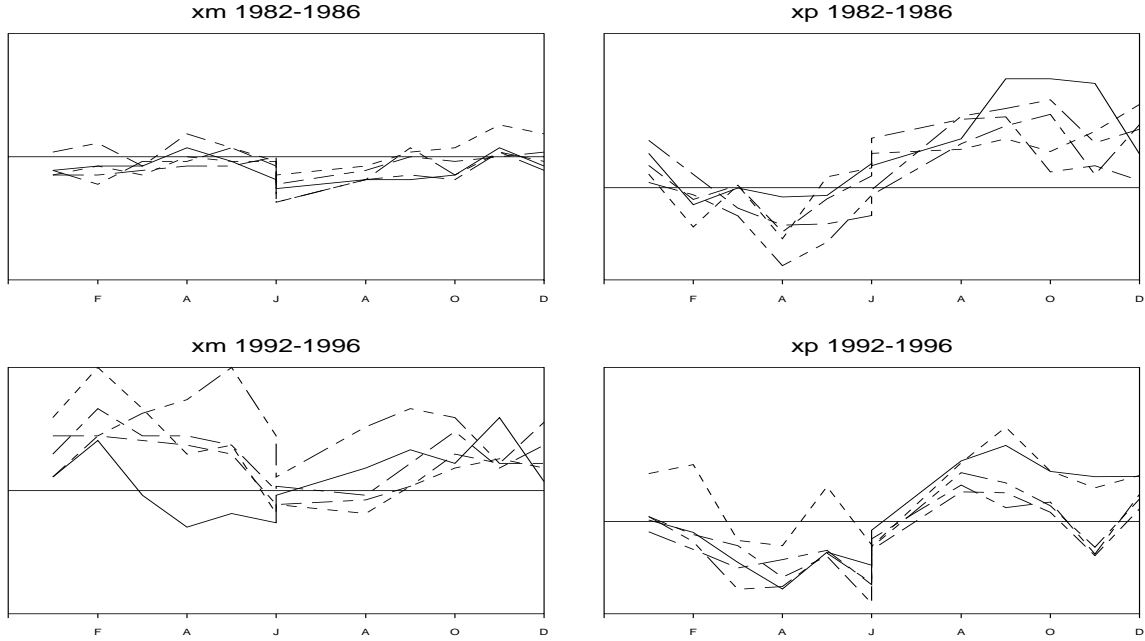 xm 1982-1986
xp 1982-1986
F A J A O D
F A J A O D
xm 1992-1996
xp 1992-1996
F A J A O D
F A J A O D